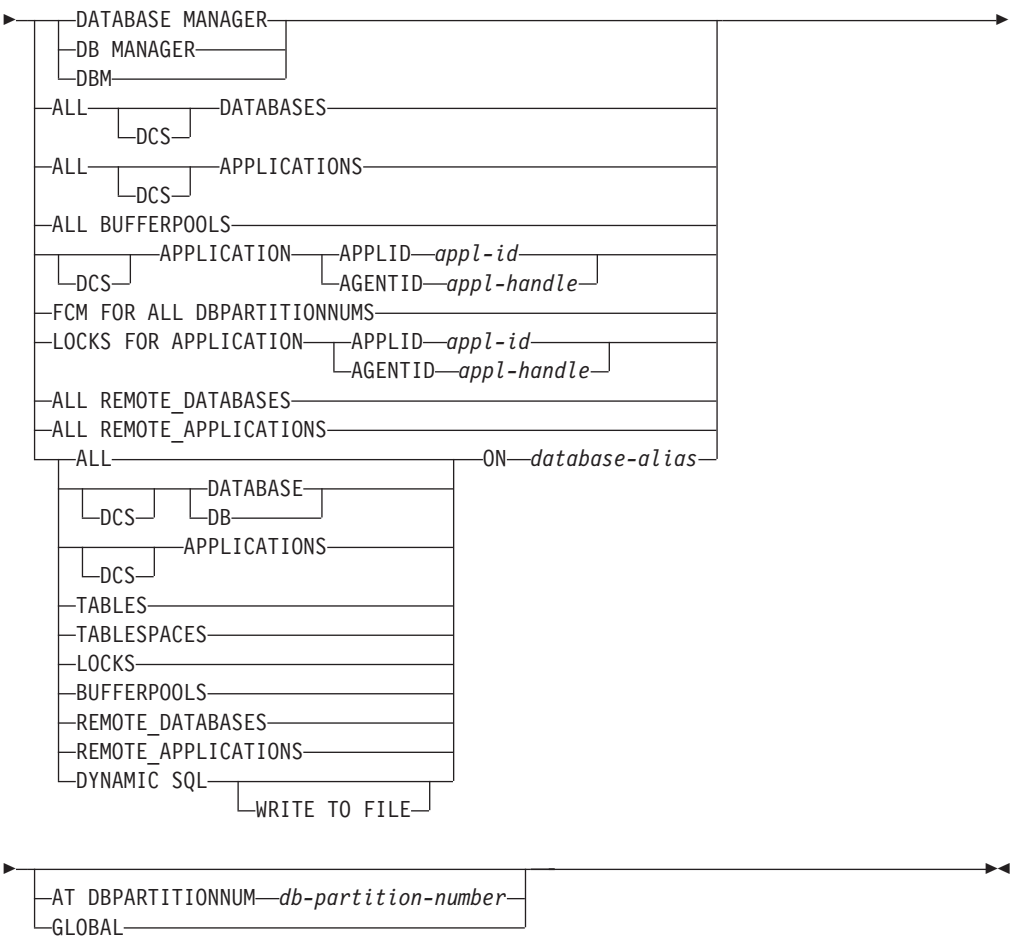 DATABASE MANAGER
DB MANAGER
DBM
ALL DATABASES
DCS
ALL APPLICATIONS
DCS
ALL BUFFERPOOLS
APPLICATION APPLID appl-id
DCS AGENTID appl-handle
FCM FOR ALL DBPARTITIONNUMS
LOCKS FOR APPLICATION APPLID appl-id
AGENTID appl-handle
ALL REMOTE_DATABASES
ALL REMOTE_APPLICATIONS
ALL ON database-alias
DATABASE
DCS DB
APPLICATIONS
DCS
TABLES
TABLESPACES
LOCKS
BUFFERPOOLS
REMOTE_DATABASES
REMOTE_APPLICATIONS
DYNAMIC SQL
WRITE TO FILE
AT DBPARTITIONNUM db-partition-number
GLOBAL